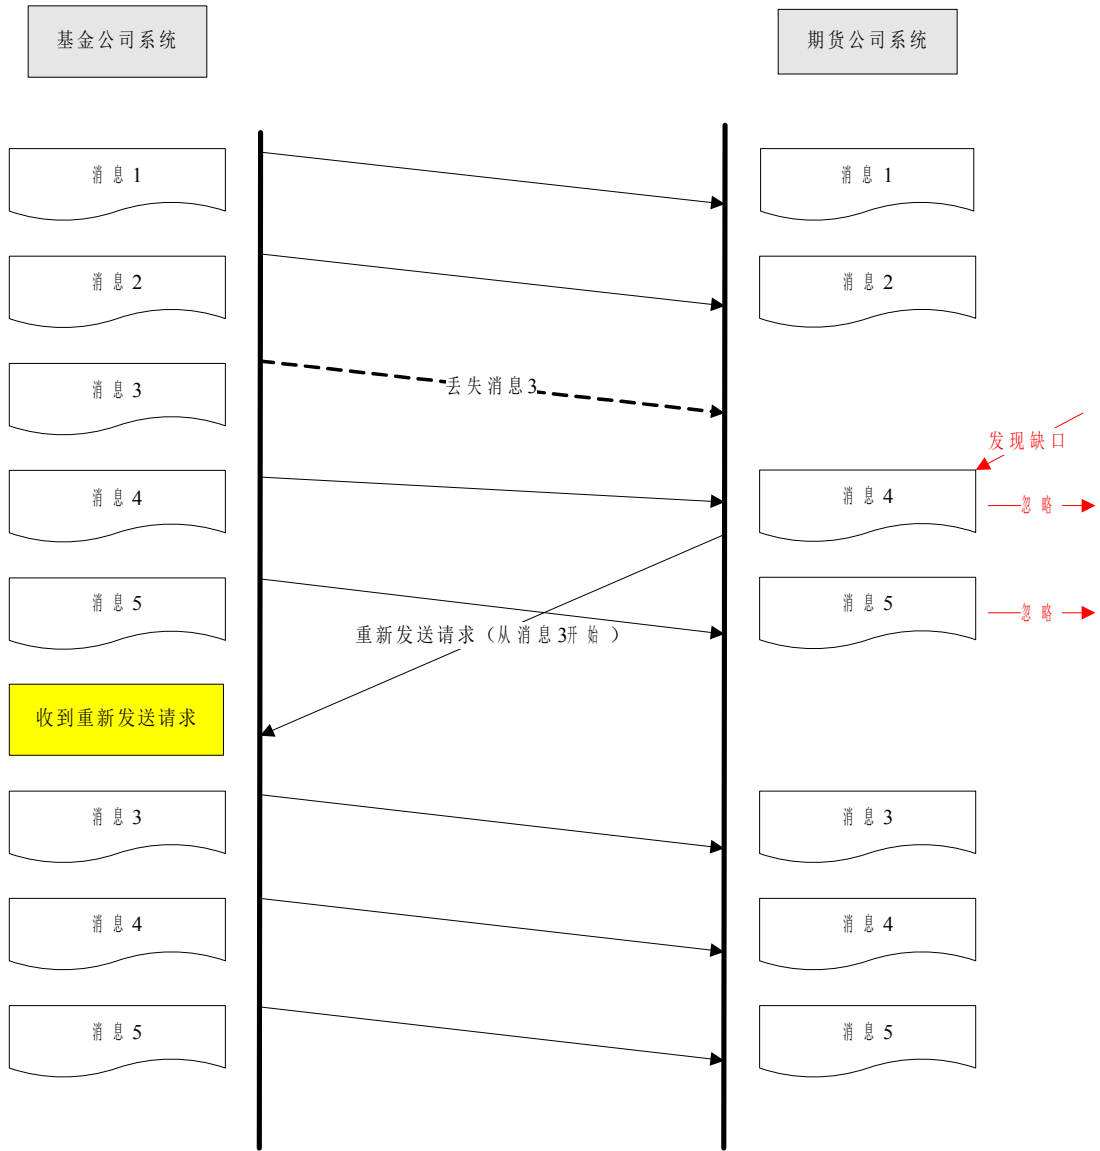 基金公司系统
期货公司系统
消息1
消息1
消息2
消息2
消息3
丢失消息3
发现缺口
消息4
消息4
忽略
消息5
消息5
忽略
重新发送请求（从消息3开始）
收到重新发送请求
消息3
消息3
消息4
消息4
消息5
消息5